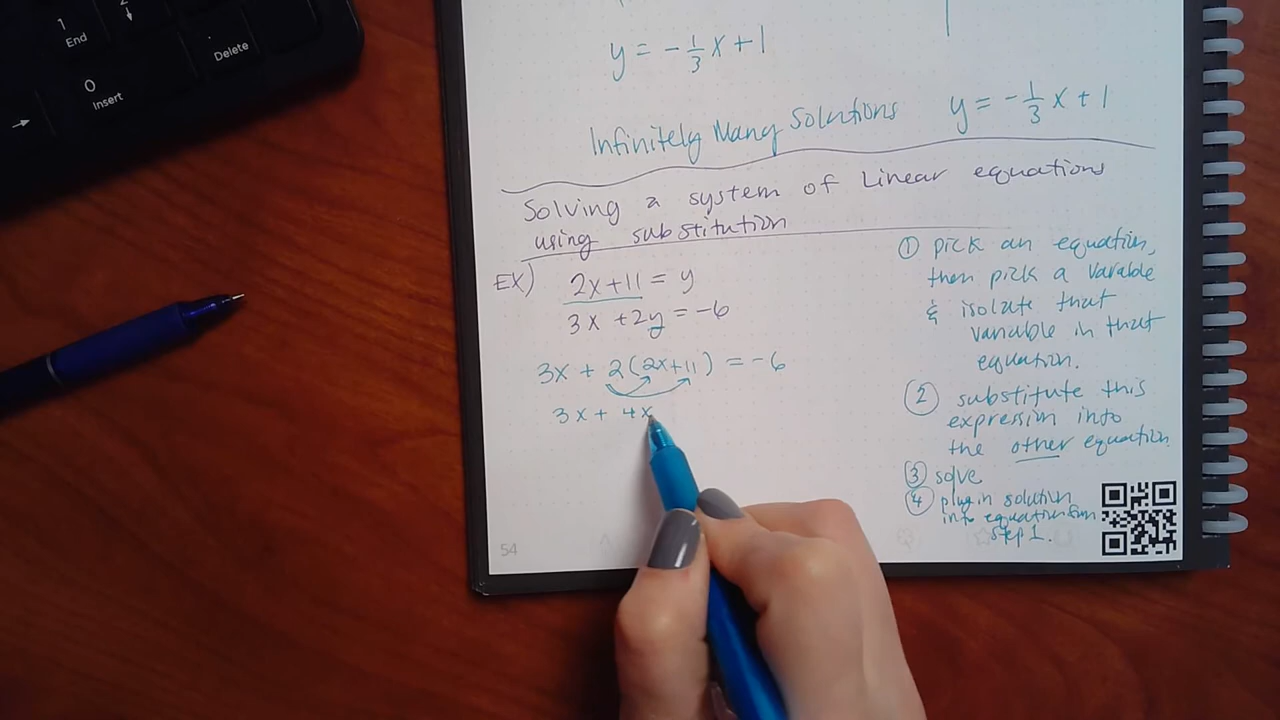 1
End
2
↓
.
Delete
0
Insert
→
y = -1/3 x + 1
Infinitely Many Solutions
y = -1/3 x + 1
Solving a system of Linear equations
using substitution
EX) 2x+11 = y
3x + 2y = -6
3x + 2(2x+11) = -6
3x + 4x
① pick an equation,
then pick a variable
& isolate that
variable in that
equation.
② substitute this
expression into
the other equation.
③ solve
④ plug in solution
into equation from
step 1.
54